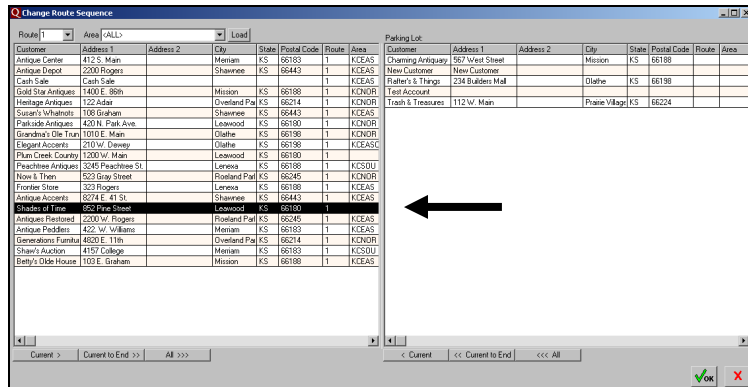 Q Change Route Sequence
Route 1 Area <ALL> Load
Customer Address 1 Address 2 City State Postal Code Route Area
Antique Center 412 S. Main Merriam KS 66183 1 KCEAS
Antique Depot 2200 Rogers Shawnee KS 66443 1 KCEAS
Cash Sale Cash Sale 1 KCEAS
Gold Star Antiques 1400 E. 86th Mission KS 66188 1 KCNOR
Heritage Antiques 122 Adair Overland Pa KS 66214 1 KCNOR
Susan's Whatnots 108 Graham Shawnee KS 66443 1 KCEAS
Parkside Antiques 420 N. Park Ave. Leawood KS 66180 1 KCNOR
Grandma's Ole Trun 1010 E. Main Olathe KS 66198 1 KCNOR
Elegant Accents 210 W. Dewey Olathe KS 66198 1 KCEASC
Plum Creek Country 1200 W. Main Leawood KS 66180 1
Peachtree Antiques 3245 Peachtree St. Lenexa KS 66188 1 KCSOU
Now & Then 523 Gray Street Roeland Parl KS 66245 1 KCNOR
Frontier Store 323 Rogers Lenexa KS 66188 1 KCEAS
Antique Accents 8274 E. 41 St. Shawnee KS 66443 1 KCEAS
Shades of Time 852 Pine Street Leawood KS 66180 1
Antiques Restored 2200 W. Rogers Roeland Parl KS 66245 1 KCEAS
Antique Peddlers 422. W. Williams Merriam KS 66183 1 KCEAS
Generations Furnitu 4820 E. 11th Overland Pa KS 66214 1 KCNOR
Shaw's Auction 4157 College Merriam KS 66183 1 KCSOU
Betty's Olde House 103 E. Graham Mission KS 66188 1 KCEAS
Current > Current to End >> All >>>
Parking Lot:
Customer Address 1 Address 2 City State Postal Code Route Area
Charming Antiquary 567 West Street Mission KS 66188
New Customer New Customer
Rafter's & Things 234 Builders Mall Olathe KS 66198
Test Account
Trash & Treasures 112 W. Main Prairie Village KS 66224
< Current << Current to End <<< All
OK X